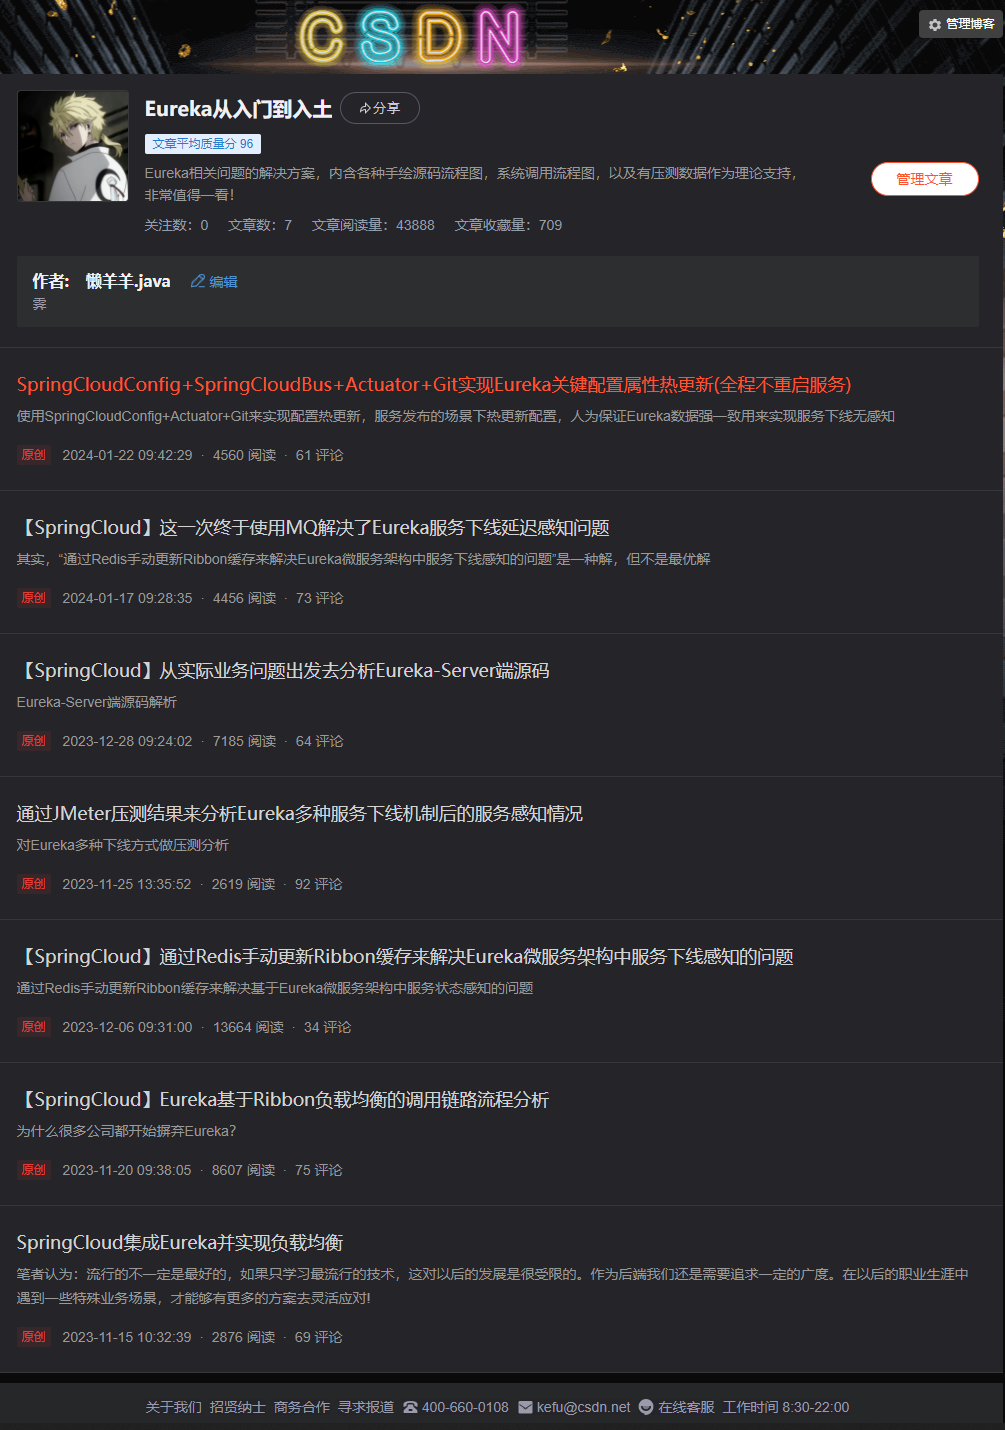 CSDN
管理博客
Eureka从入门到入土 分享
文章平均质量分 96
Eureka相关问题的解决方案，内含各种手绘源码流程图，系统调用流程图，以及有压测数据作为理论支持，
非常值得一看！
管理文章
关注数：0 文章数：7 文章阅读量：43888 文章收藏量：709
作者: 懒羊羊.java 编辑
霁
SpringCloudConfig+SpringCloudBus+Actuator+Git实现Eureka关键配置属性热更新(全程不重启服务)
使用SpringCloudConfig+Actuator+Git来实现配置热更新，服务发布的场景下热更新配置，人为保证Eureka数据强一致用来实现服务下线无感知
原创 2024-01-22 09:42:29 · 4560 阅读 · 61 评论
【SpringCloud】这一次终于使用MQ解决了Eureka服务下线延迟感知问题
其实，“通过Redis手动更新Ribbon缓存来解决Eureka微服务架构中服务下线感知的问题”是一种解，但不是最优解
原创 2024-01-17 09:28:35 · 4456 阅读 · 73 评论
【SpringCloud】从实际业务问题出发去分析Eureka-Server端源码
Eureka-Server端源码解析
原创 2023-12-28 09:24:02 · 7185 阅读 · 64 评论
通过JMeter压测结果来分析Eureka多种服务下线机制后的服务感知情况
对Eureka多种下线方式做压测分析
原创 2023-11-25 13:35:52 · 2619 阅读 · 92 评论
【SpringCloud】通过Redis手动更新Ribbon缓存来解决Eureka微服务架构中服务下线感知的问题
通过Redis手动更新Ribbon缓存来解决基于Eureka微服务架构中服务状态感知的问题
原创 2023-12-06 09:31:00 · 13664 阅读 · 34 评论
【SpringCloud】Eureka基于Ribbon负载均衡的调用链路流程分析
为什么很多公司都开始摒弃Eureka？
原创 2023-11-20 09:38:05 · 8607 阅读 · 75 评论
SpringCloud集成Eureka并实现负载均衡
笔者认为：流行的不一定是最好的，如果只学习最流行的技术，这对以后的发展是很受限的。作为后端我们还是需要追求一定的广度。在以后的职业生涯中
遇到一些特殊业务场景，才能够有更多的方案去灵活应对!
原创 2023-11-15 10:32:39 · 2876 阅读 · 69 评论
关于我们 招贤纳士 商务合作 寻求报道 400-660-0108 kefu@csdn.net 在线客服 工作时间 8:30-22:00